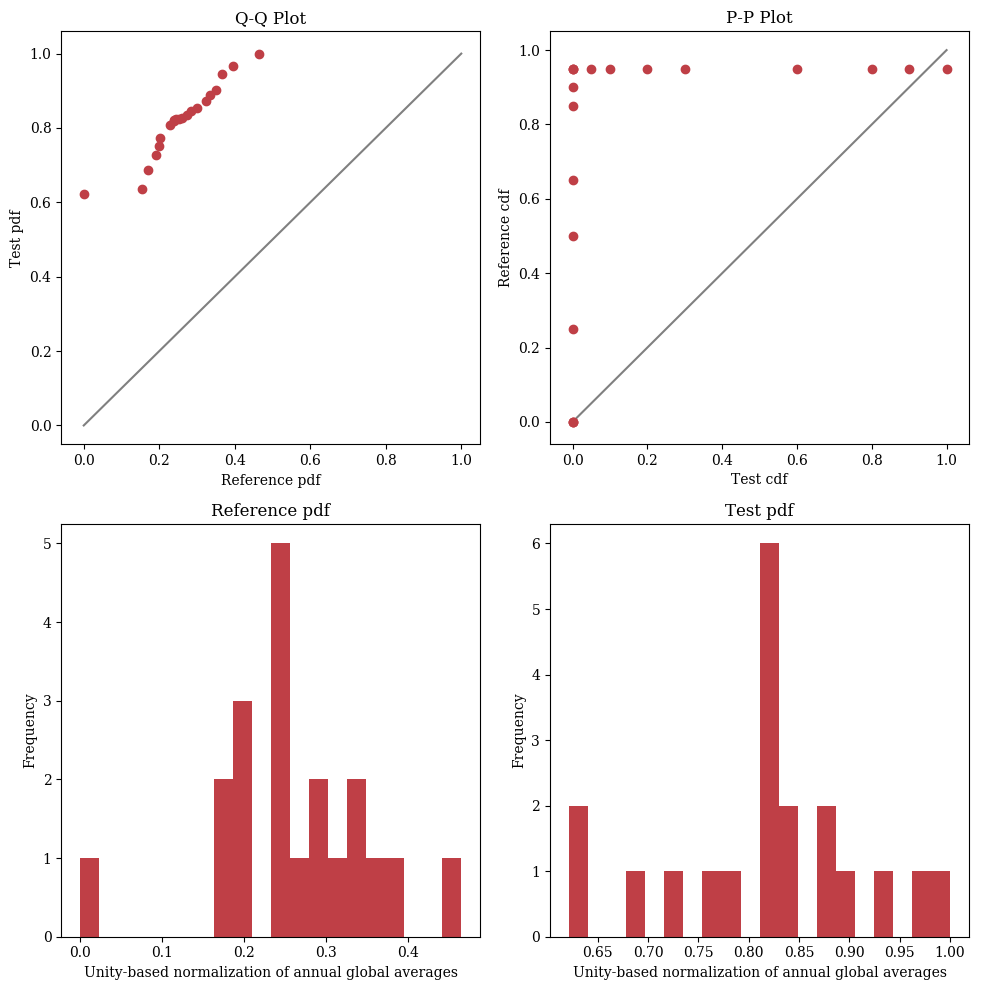 Q-Q Plot
1.0
0.8
0.6
0.4
0.2
0.0
Test pdf
0.0 0.2 0.4 0.6 0.8 1.0
Reference pdf
P-P Plot
1.0
0.8
0.6
0.4
0.2
0.0
Reference cdf
0.0 0.2 0.4 0.6 0.8 1.0
Test cdf
Reference pdf
5
4
3
2
1
0
Frequency
0.0 0.1 0.2 0.3 0.4
Unity-based normalization of annual global averages
Test pdf
6
5
4
3
2
1
0
Frequency
0.65 0.70 0.75 0.80 0.85 0.90 0.95 1.00
Unity-based normalization of annual global averages